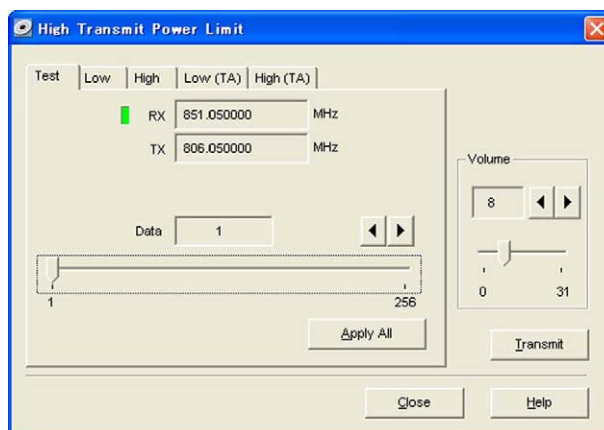 High Transmit Power Limit
Test Low High Low (TA) High (TA)
RX 851.050000 MHz
TX 806.050000 MHz
Volume
8
Data 1
0 31
1 256
Apply All
Transmit
Close Help